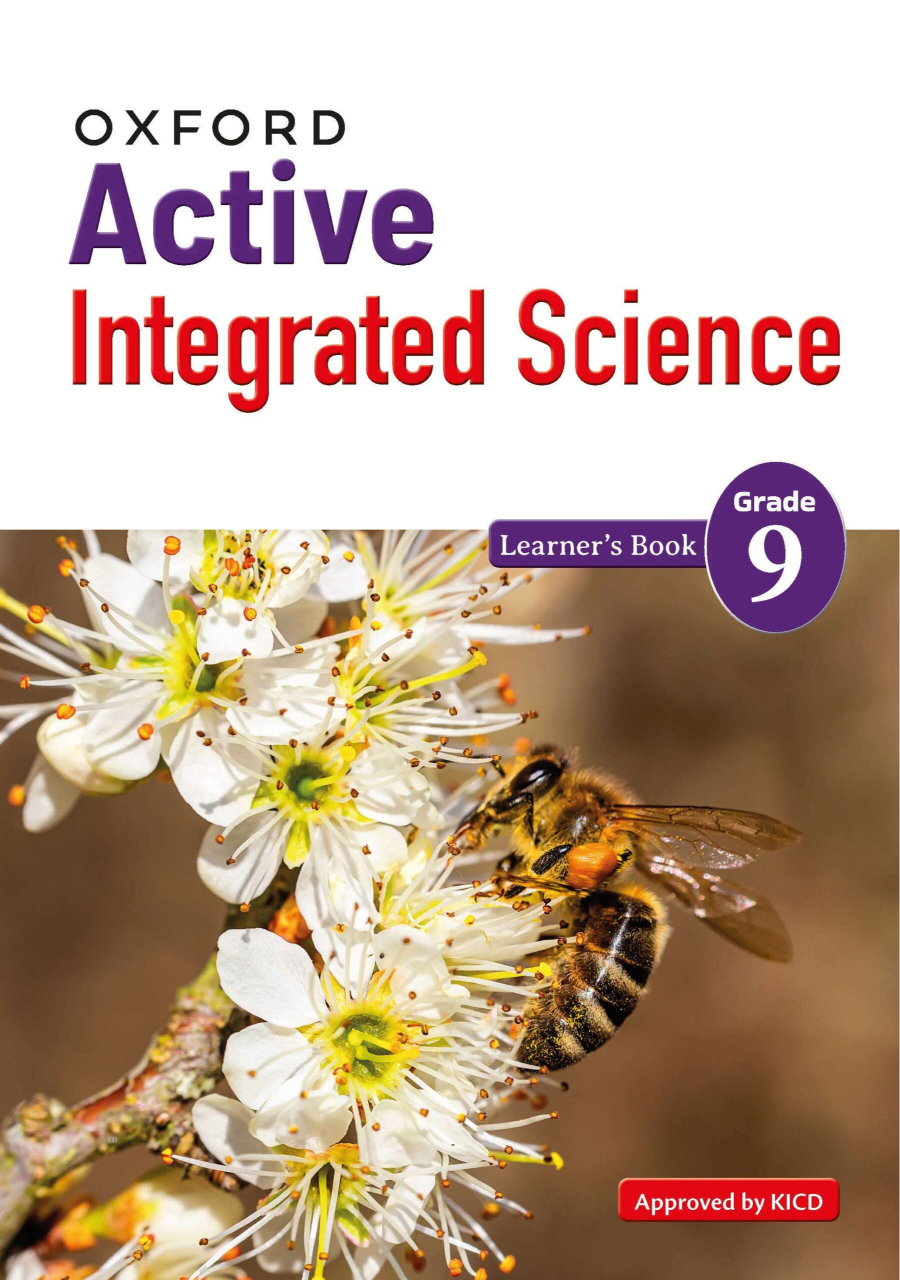 OXFORD
Active
Integrated Science
Grade
Learner's Book
9
Approved by KICD